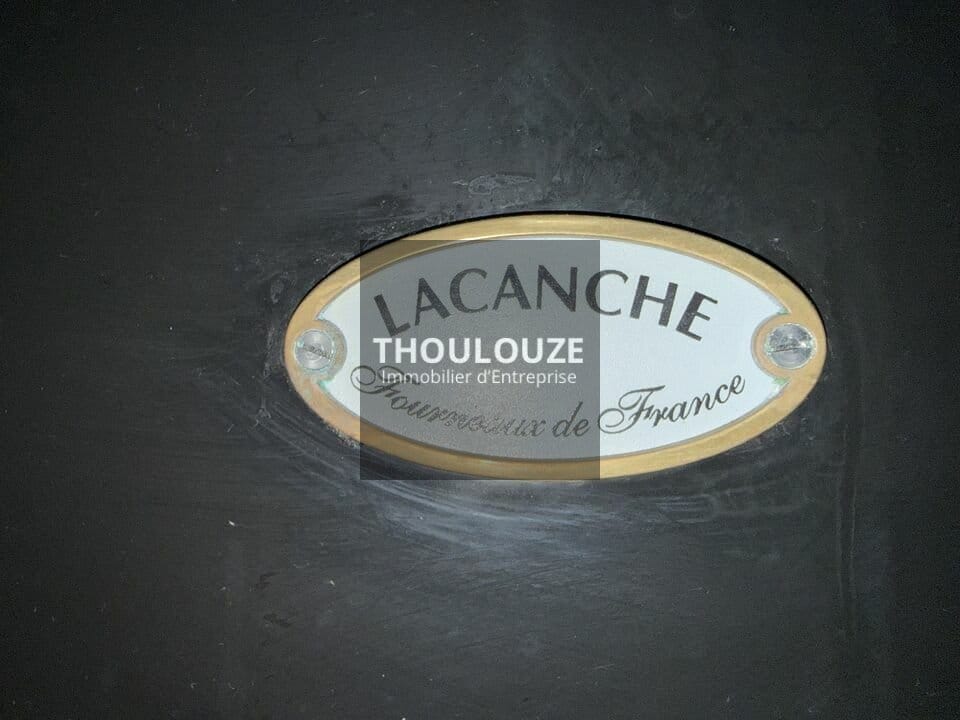 LACANCHE
THOULOUZE
Immobilier d'Entreprise
Fourneaux de France